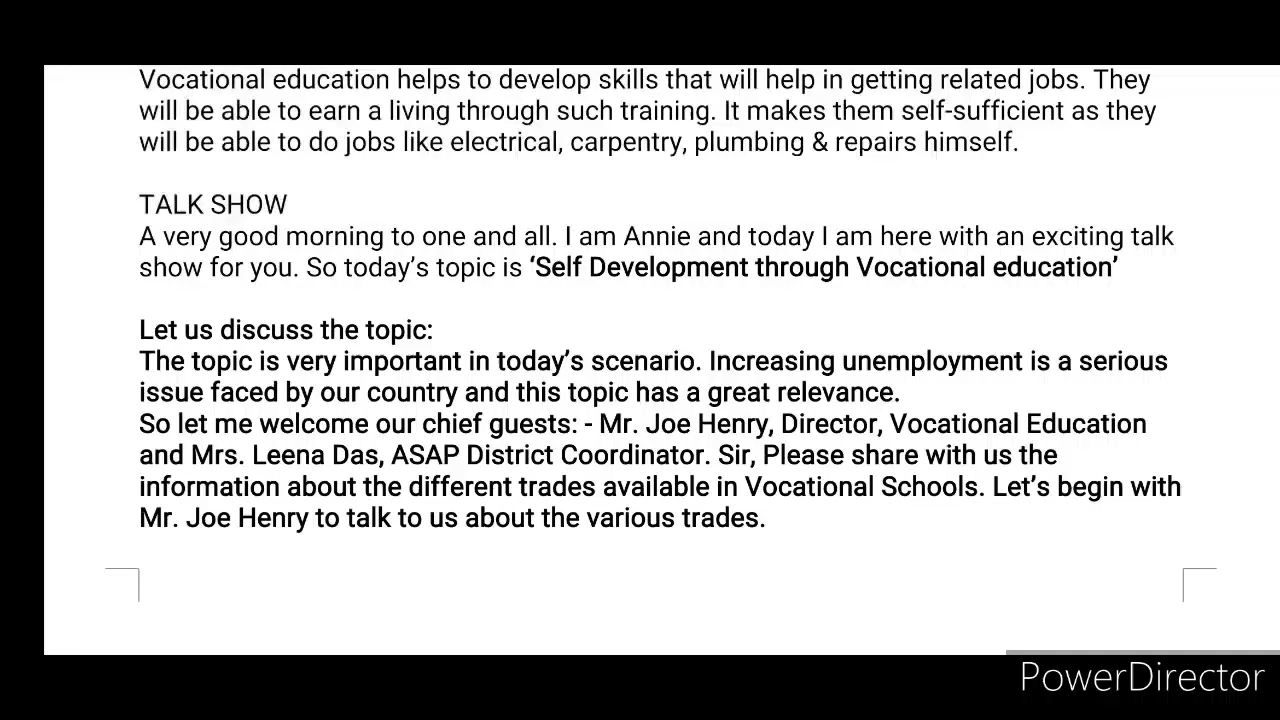 Vocational education helps to develop skills that will help in getting related jobs. They
will be able to earn a living through such training. It makes them self-sufficient as they
will be able to do jobs like electrical, carpentry, plumbing & repairs himself.
TALK SHOW
A very good morning to one and all. I am Annie and today I am here with an exciting talk
show for you. So today’s topic is ‘Self Development through Vocational education’
Let us discuss the topic:
The topic is very important in today’s scenario. Increasing unemployment is a serious
issue faced by our country and this topic has a great relevance.
So let me welcome our chief guests: - Mr. Joe Henry, Director, Vocational Education
and Mrs. Leena Das, ASAP District Coordinator. Sir, Please share with us the
information about the different trades available in Vocational Schools. Let’s begin with
Mr. Joe Henry to talk to us about the various trades.
PowerDirector